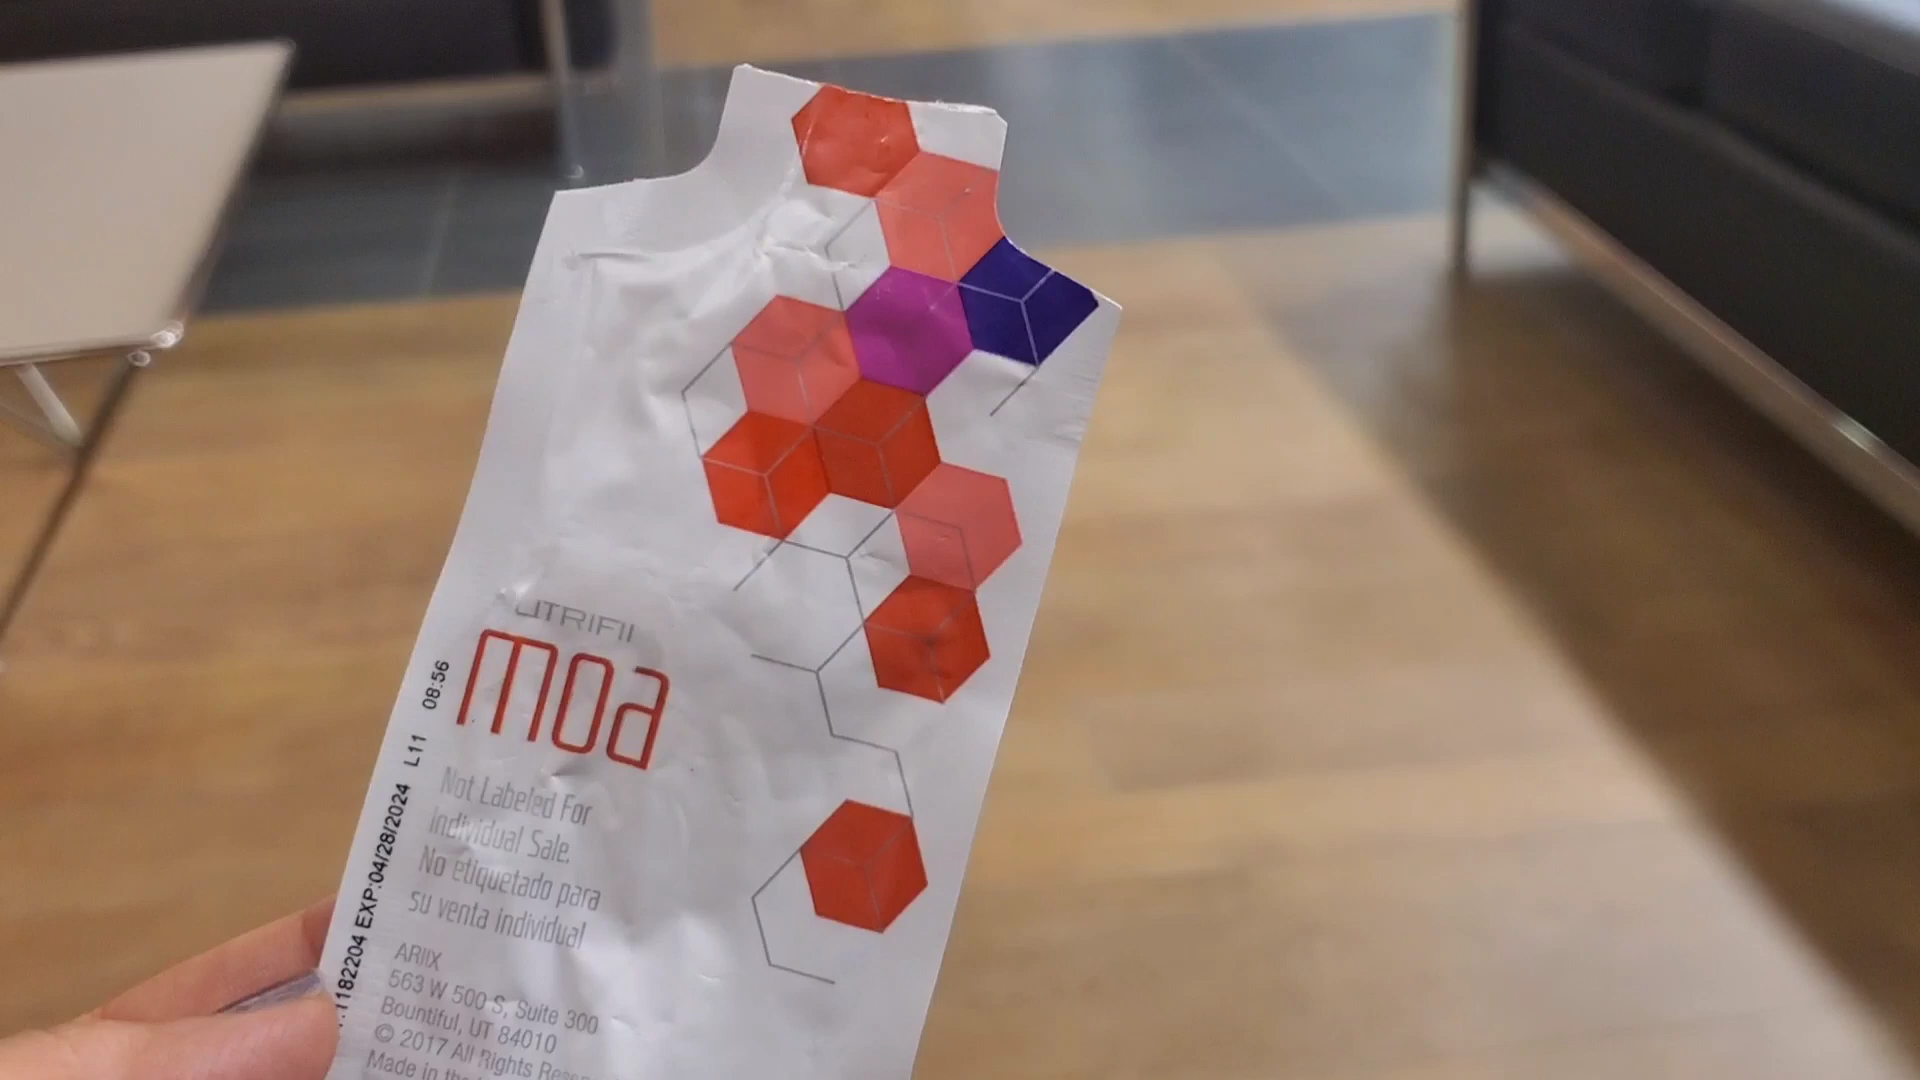 UTRIFII
moa
Not Labeled For
Individual Sale.
No etiquetado para
su venta individual
ARIIX
563 W 500 S, Suite 300
Bountiful, UT 84010
© 2017 All Rights
Made in
1182204 EXP:04/28/2024 L11 08:56